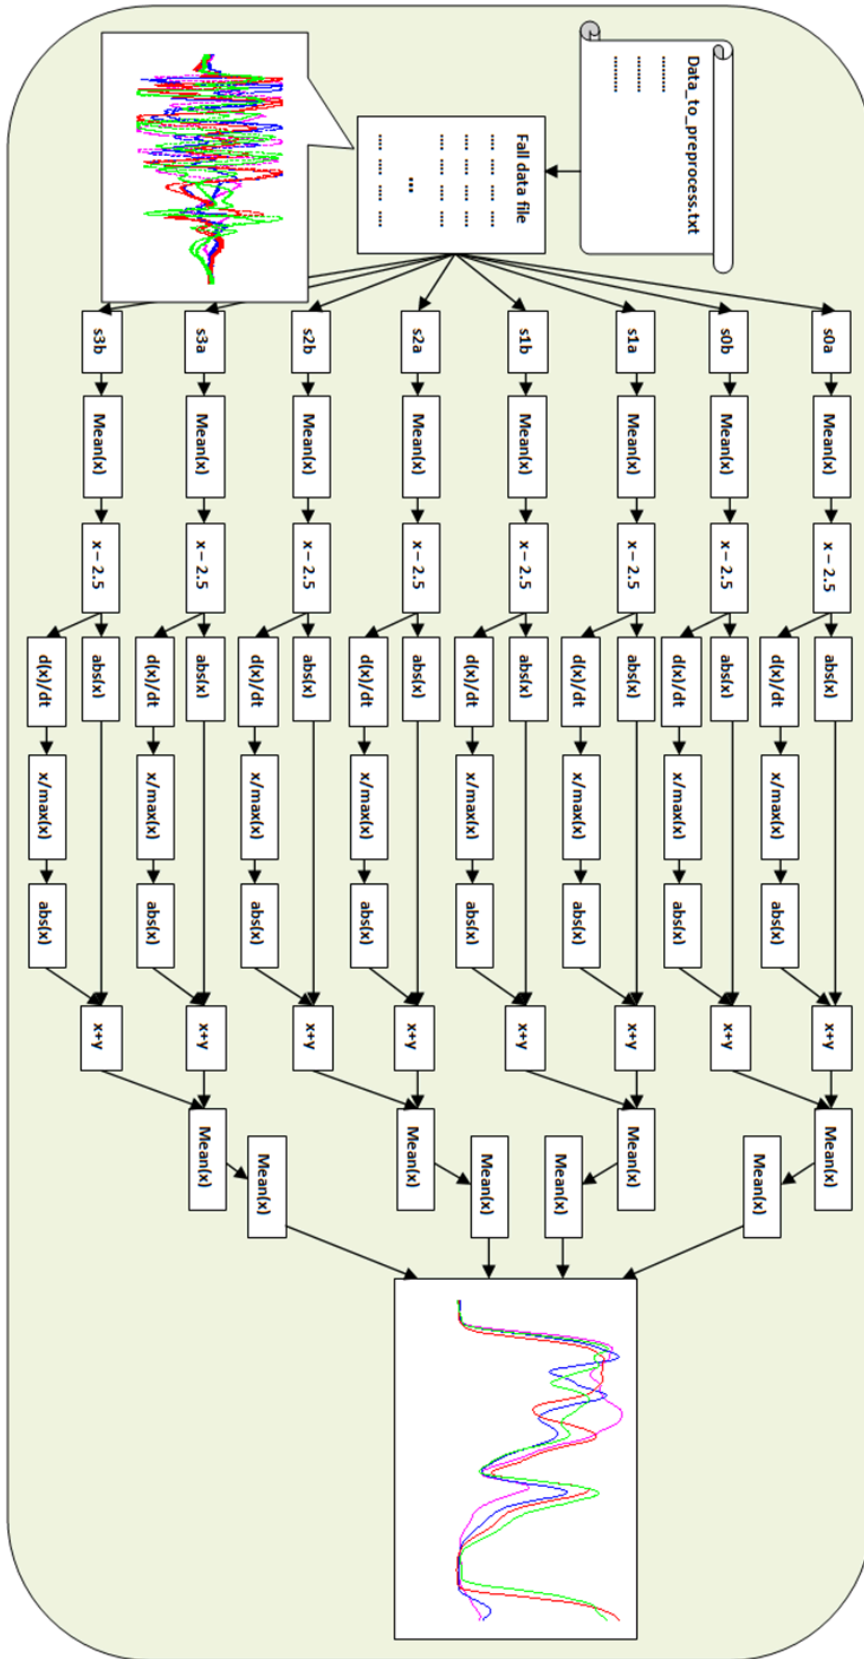 Data_to_preprocess.txt
Fall data file
s0a
Mean(x)
x – 2.5
abs(x)
d(x)/dt
x/max(x)
abs(x)
x+y
Mean(x)
Mean(x)
s0b
Mean(x)
x – 2.5
abs(x)
d(x)/dt
x/max(x)
abs(x)
x+y
s1a
Mean(x)
x – 2.5
abs(x)
d(x)/dt
x/max(x)
abs(x)
x+y
Mean(x)
Mean(x)
s1b
Mean(x)
x – 2.5
abs(x)
d(x)/dt
x/max(x)
abs(x)
x+y
s2a
Mean(x)
x – 2.5
abs(x)
d(x)/dt
x/max(x)
abs(x)
x+y
Mean(x)
Mean(x)
s2b
Mean(x)
x – 2.5
abs(x)
d(x)/dt
x/max(x)
abs(x)
x+y
s3a
Mean(x)
x – 2.5
abs(x)
d(x)/dt
x/max(x)
abs(x)
x+y
Mean(x)
Mean(x)
s3b
Mean(x)
x – 2.5
abs(x)
d(x)/dt
x/max(x)
abs(x)
x+y